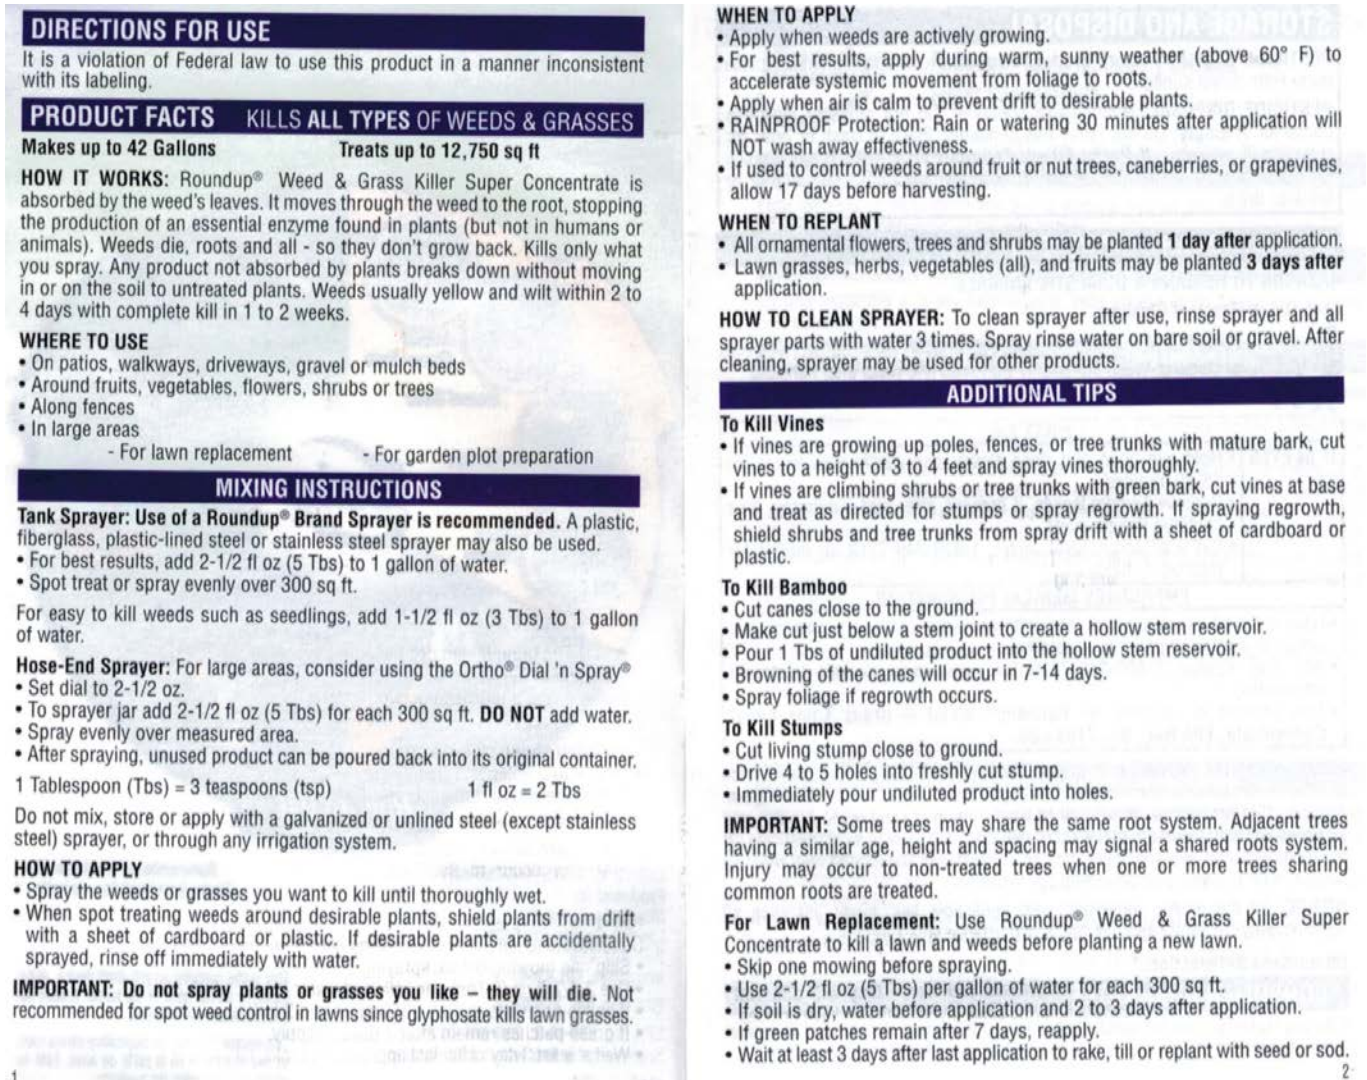 DIRECTIONS FOR USE
It is a violation of Federal law to use this product in a manner inconsistent
with its labeling.
PRODUCT FACTS KILLS ALL TYPES OF WEEDS & GRASSES
Makes up to 42 Gallons Treats up to 12,750 sq ft
HOW IT WORKS: Roundup® Weed & Grass Killer Super Concentrate is
absorbed by the weed's leaves. It moves through the weed to the root, stopping
the production of an essential enzyme found in plants (but not in humans or
animals). Weeds die, roots and all - so they don't grow back. Kills only what
you spray. Any product not absorbed by plants breaks down without moving
in or on the soil to untreated plants. Weeds usually yellow and wilt within 2 to
4 days with complete kill in 1 to 2 weeks.
WHERE TO USE
• On patios, walkways, driveways, gravel or mulch beds
• Around fruits, vegetables, flowers, shrubs or trees
• Along fences
• In large areas
- For lawn replacement - For garden plot preparation
MIXING INSTRUCTIONS
Tank Sprayer: Use of a Roundup® Brand Sprayer is recommended. A plastic,
fiberglass, plastic-lined steel or stainless steel sprayer may also be used.
• For best results, add 2-1/2 fl oz (5 Tbs) to 1 gallon of water.
• Spot treat or spray evenly over 300 sq ft.
For easy to kill weeds such as seedlings, add 1-1/2 fl oz (3 Tbs) to 1 gallon
of water.
Hose-End Sprayer: For large areas, consider using the Ortho® Dial 'n Spray®
• Set dial to 2-1/2 oz.
• To sprayer jar add 2-1/2 fl oz (5 Tbs) for each 300 sq ft. DO NOT add water.
• Spray evenly over measured area.
• After spraying, unused product can be poured back into its original container.
1 Tablespoon (Tbs) = 3 teaspoons (tsp) 1 fl oz = 2 Tbs
Do not mix, store or apply with a galvanized or unlined steel (except stainless
steel) sprayer, or through any irrigation system.
HOW TO APPLY
• Spray the weeds or grasses you want to kill until thoroughly wet.
• When spot treating weeds around desirable plants, shield plants from drift
with a sheet of cardboard or plastic. If desirable plants are accidentally
sprayed, rinse off immediately with water.
IMPORTANT: Do not spray plants or grasses you like – they will die. Not
recommended for spot weed control in lawns since glyphosate kills lawn grasses.
1
WHEN TO APPLY
• Apply when weeds are actively growing.
• For best results, apply during warm, sunny weather (above 60° F) to
accelerate systemic movement from foliage to roots.
• Apply when air is calm to prevent drift to desirable plants.
• RAINPROOF Protection: Rain or watering 30 minutes after application will
NOT wash away effectiveness.
• If used to control weeds around fruit or nut trees, caneberries, or grapevines,
allow 17 days before harvesting.
WHEN TO REPLANT
• All ornamental flowers, trees and shrubs may be planted 1 day after application.
• Lawn grasses, herbs, vegetables (all), and fruits may be planted 3 days after
application.
HOW TO CLEAN SPRAYER: To clean sprayer after use, rinse sprayer and all
sprayer parts with water 3 times. Spray rinse water on bare soil or gravel. After
cleaning, sprayer may be used for other products.
ADDITIONAL TIPS
To Kill Vines
• If vines are growing up poles, fences, or tree trunks with mature bark, cut
vines to a height of 3 to 4 feet and spray vines thoroughly.
• If vines are climbing shrubs or tree trunks with green bark, cut vines at base
and treat as directed for stumps or spray regrowth. If spraying regrowth,
shield shrubs and tree trunks from spray drift with a sheet of cardboard or
plastic.
To Kill Bamboo
• Cut canes close to the ground.
• Make cut just below a stem joint to create a hollow stem reservoir.
• Pour 1 Tbs of undiluted product into the hollow stem reservoir.
• Browning of the canes will occur in 7-14 days.
• Spray foliage if regrowth occurs.
To Kill Stumps
• Cut living stump close to ground.
• Drive 4 to 5 holes into freshly cut stump.
• Immediately pour undiluted product into holes.
IMPORTANT: Some trees may share the same root system. Adjacent trees
having a similar age, height and spacing may signal a shared roots system.
Injury may occur to non-treated trees when one or more trees sharing
common roots are treated.
For Lawn Replacement: Use Roundup® Weed & Grass Killer Super
Concentrate to kill a lawn and weeds before planting a new lawn.
• Skip one mowing before spraying.
• Use 2-1/2 fl oz (5 Tbs) per gallon of water for each 300 sq ft.
• If soil is dry, water before application and 2 to 3 days after application.
• If green patches remain after 7 days, reapply.
• Wait at least 3 days after last application to rake, till or replant with seed or sod.
2